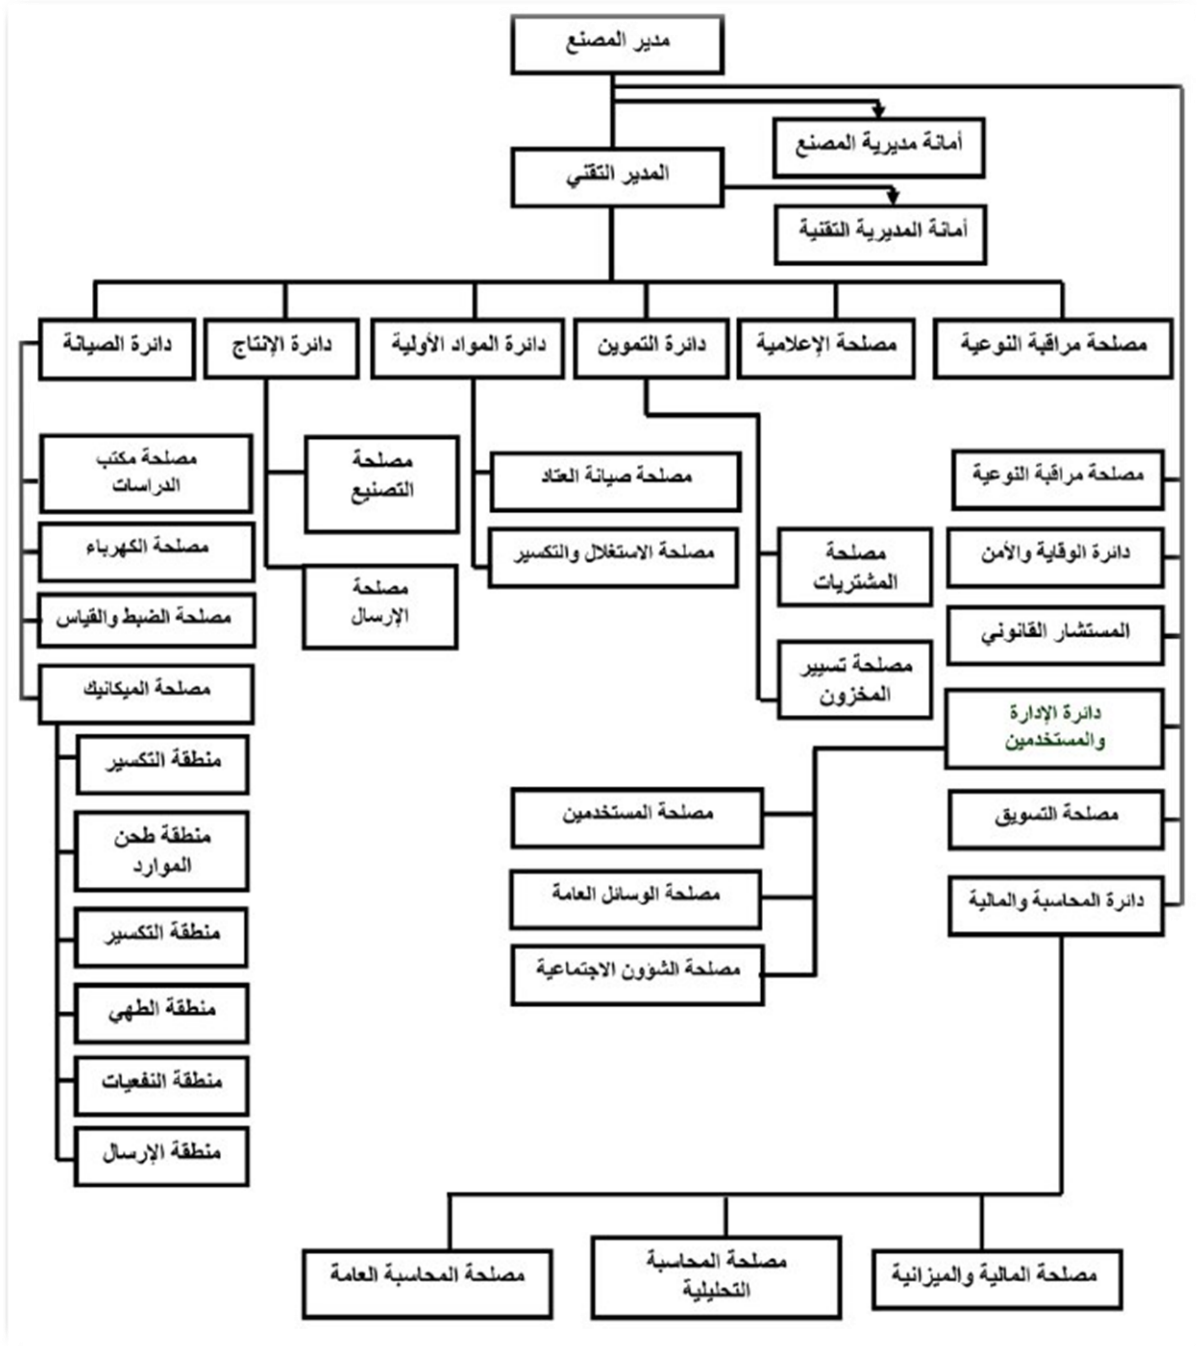 مدير المصنع
أمانة مديرية المصنع
المدير التقني
أمانة المديرية التقنية
مصلحة مراقبة النوعية
مصلحة الإعلامية
دائرة التموين
دائرة المواد الأولية
دائرة الإنتاج
دائرة الصيانة
مصلحة مراقبة النوعية
دائرة الوقاية والأمن
المستشار القانوني
دائرة الإدارة
والمستخدمين
مصلحة التسويق
دائرة المحاسبة والمالية
مصلحة
المشتريات
مصلحة تسيير
المخزون
مصلحة صيانة العتاد
مصلحة الاستغلال والتكسير
مصلحة
التصنيع
مصلحة
الإرسال
مصلحة مكتب
الدراسات
مصلحة الكهرباء
مصلحة الضبط والقياس
مصلحة الميكانيك
منطقة التكسير
منطقة طحن
الموارد
منطقة التكسير
منطقة الطهي
منطقة النفعيات
منطقة الإرسال
مصلحة المستخدمين
مصلحة الوسائل العامة
مصلحة الشؤون الاجتماعية
مصلحة المالية والميزانية
مصلحة المحاسبة
التحليلية
مصلحة المحاسبة العامة